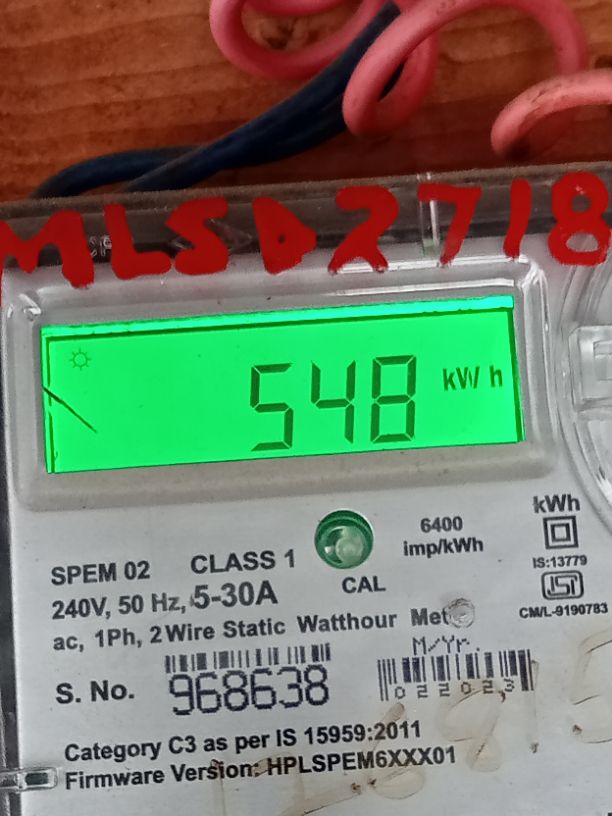 MLSD2718
548 kW h
6400
imp/kWh
kWh
IS:13779
CM/L-9190783
SPEM 02 CLASS 1
CAL
240V, 50 Hz, 5-30A
ac, 1Ph, 2 Wire Static Watthour Met
M/Yr.
S. No. 968638
022023
Category C3 as per IS 15959:2011
Firmware Version: HPLSPEM6XXX01